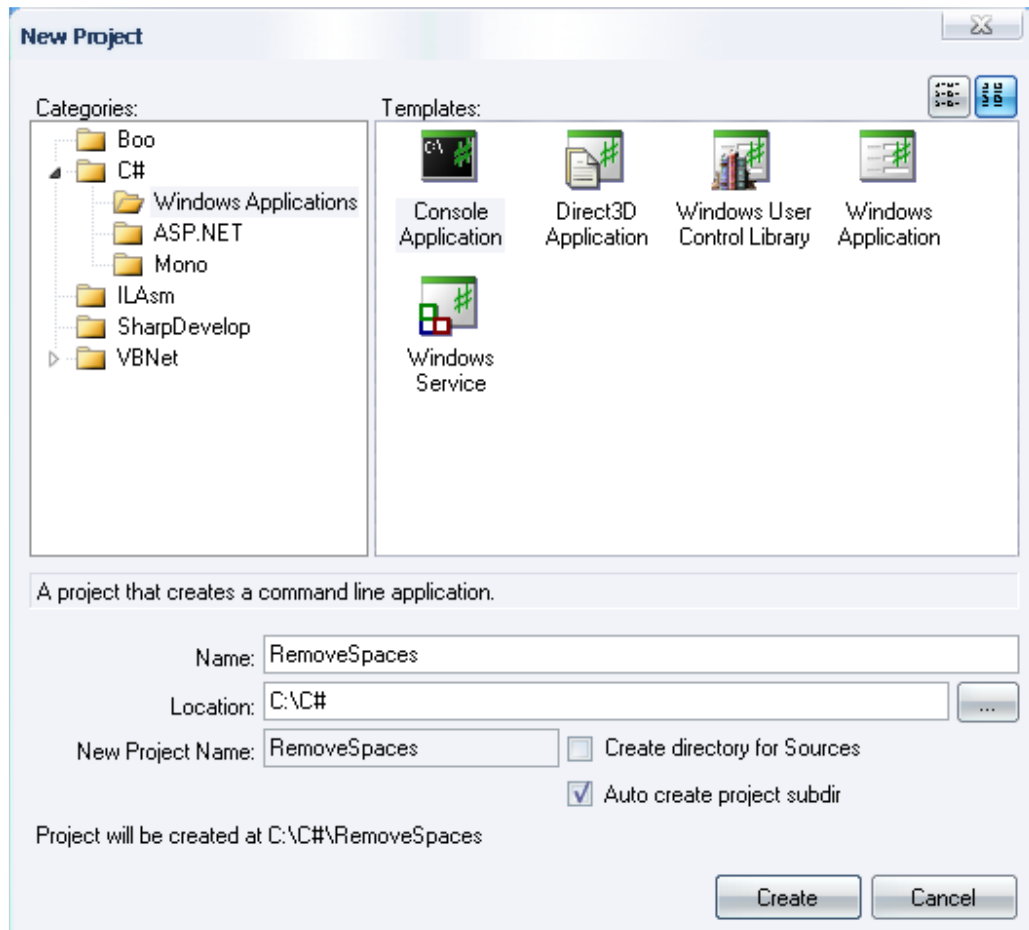 New Project
Categories:
Templates:
Boo
C#
Windows Applications
ASP.NET
Mono
ILAsm
SharpDevelop
VBNet
C:\
Console
Application
Direct3D
Application
Windows User
Control Library
Windows
Application
Windows
Service
A project that creates a command line application.
Name: RemoveSpaces
Location: C:\C#
...
New Project Name: RemoveSpaces
Create directory for Sources
Auto create project subdir
Project will be created at C:\C#\RemoveSpaces
Create
Cancel